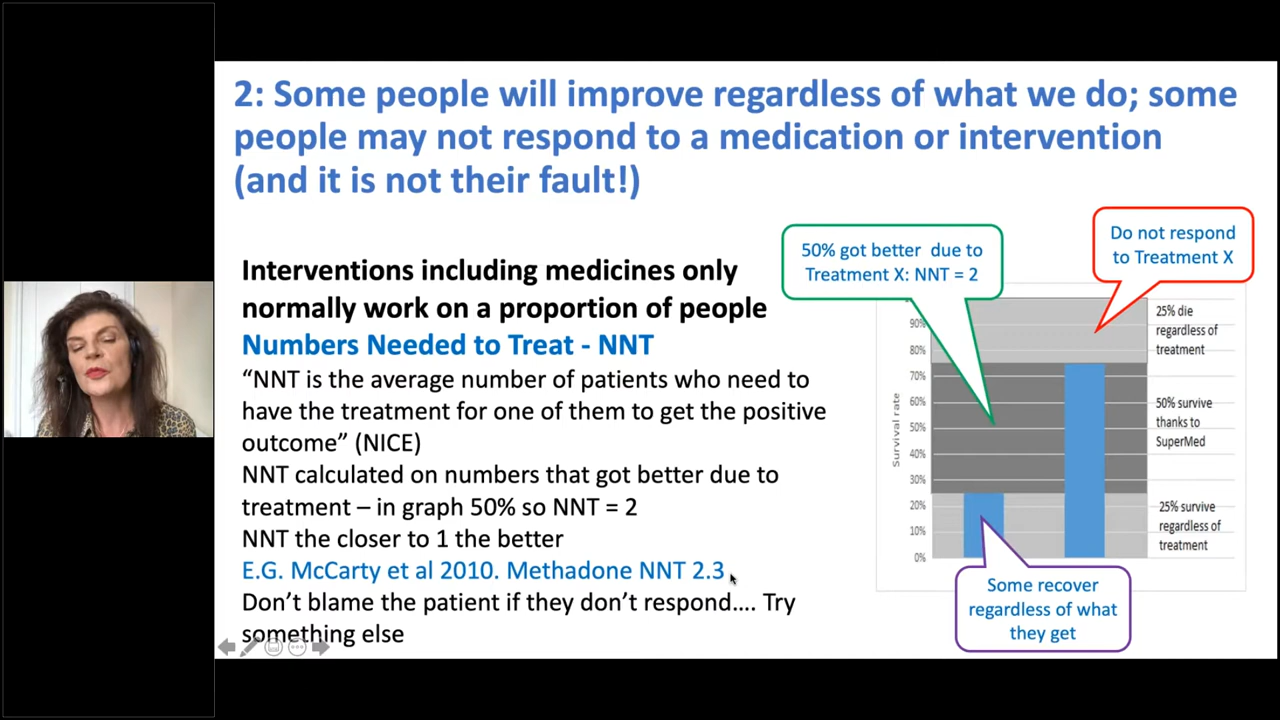 2: Some people will improve regardless of what we do; some
people may not respond to a medication or intervention
(and it is not their fault!)
Interventions including medicines only
normally work on a proportion of people
Numbers Needed to Treat - NNT
“NNT is the average number of patients who need to
have the treatment for one of them to get the positive
outcome” (NICE)
NNT calculated on numbers that got better due to
treatment – in graph 50% so NNT = 2
NNT the closer to 1 the better
E.G. McCarty et al 2010. Methadone NNT 2.3
Don’t blame the patient if they don’t respond…. Try
something else
50% got better due to
Treatment X: NNT = 2
Do not respond
to Treatment X
Survival rate
90%
80%
70%
60%
50%
40%
30%
20%
10%
0%
25% die
regardless of
treatment
50% survive
thanks to
SuperMed
25% survive
regardless of
treatment
Some recover
regardless of what
they get